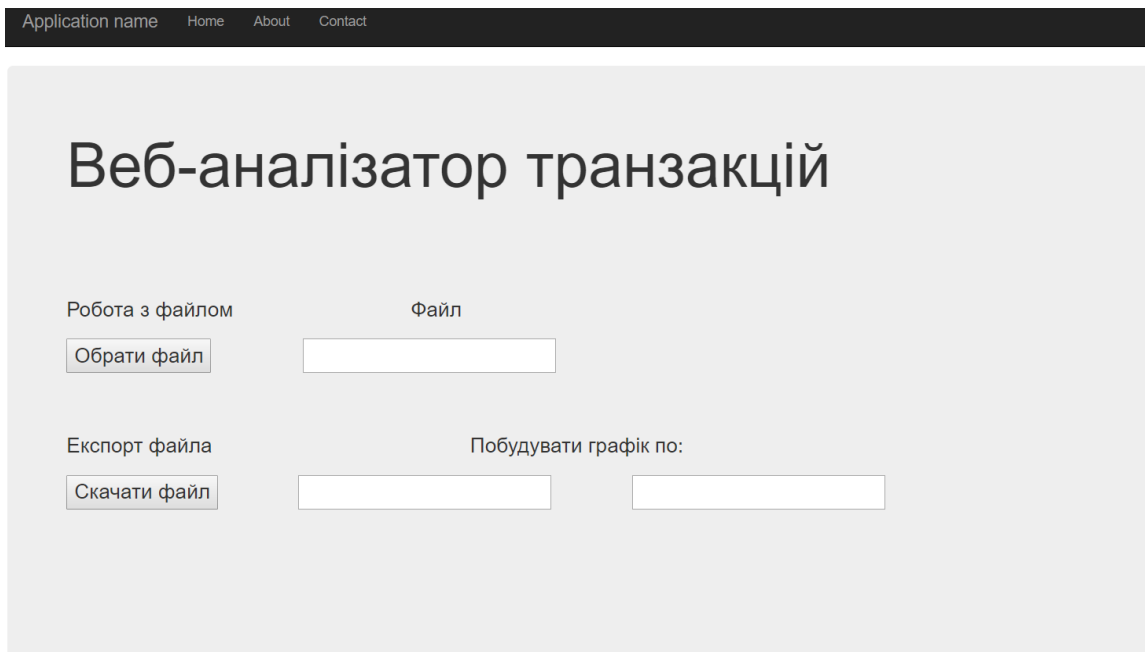 Application name Home About Contact
Веб-аналізатор транзакцій
Робота з файлом Файл
Обрати файл
Експорт файла Побудувати графік по:
Скачати файл